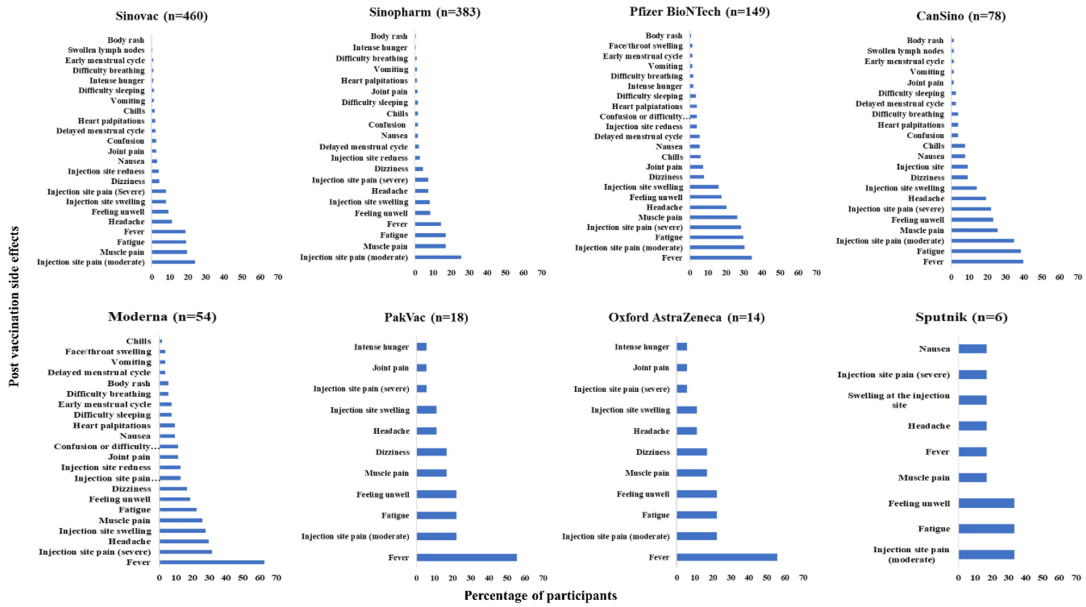 Sinovac (n=460)
Body rash
Swollen lymph nodes
Early menstrual cycle
Difficulty breathing
Intense hunger
Difficulty sleeping
Vomiting
Chills
Heart palpitations
Delayed menstrual cycle
Confusion
Joint pain
Nausea
Injection site redness
Dizziness
Injection site pain (Severe)
Injection site swelling
Feeling unwell
Headache
Fever
Fatigue
Muscle pain
Injection site pain (moderate)
0 10 20 30 40 50 60 70
Sinopharm (n=383)
Body rash
Intense hunger
Difficulty breathing
Vomiting
Heart palpitations
Joint pain
Difficulty sleeping
Chills
Confusion
Nausea
Delayed menstrual cycle
Injection site redness
Dizziness
Injection site pain (severe)
Headache
Injection site swelling
Feeling unwell
Fever
Fatigue
Muscle pain
Injection site pain (moderate)
0 10 20 30 40 50 60 70
Pfizer BioNTech (n=149)
Body rash
Face/throat swelling
Early menstrual cycle
Vomiting
Difficulty breathing
Intense hunger
Difficulty sleeping
Heart palpiatations
Confusion or difficulty...
Injection site redness
Delayed menstrual cycle
Nausea
Chills
Joint pain
Dizziness
Injection site swelling
Feeling unwell
Headache
Muscle pain
Injection site pain (severe)
Fatigue
Injection site pain (moderate)
Fever
0 10 20 30 40 50 60 70
CanSino (n=78)
Body rash
Swollen lymph nodes
Early menstrual cycle
Vomiting
Joint pain
Difficulty sleeping
Delayed menstrual cycle
Difficulty breathing
Heart palpitations
Confusion
Chills
Nausea
Injection site
Dizziness
Injection site swelling
Headache
Injection site pain (severe)
Feeling unwell
Muscle pain
Injection site pain (moderate)
Fatigue
Fever
0 10 20 30 40 50 60 70
Post vaccination side effects
Moderna (n=54)
Chills
Face/throat swelling
Vomiting
Delayed menstrual cycle
Body rash
Difficulty breathing
Early menstrual cycle
Difficulty sleeping
Heart palpitations
Nausea
Confusion or difficulty...
Joint pain
Injection site redness
Injection site pain...
Dizziness
Feeling unwell
Fatigue
Muscle pain
Injection site swelling
Headache
Injection site pain (severe)
Fever
0 10 20 30 40 50 60 70
PakVac (n=18)
Intense hunger
Joint pain
Injection site pain (severe)
Injection site swelling
Headache
Dizziness
Muscle pain
Feeling unwell
Fatigue
Injection site pain (moderate)
Fever
0 10 20 30 40 50 60 70
Oxford AstraZeneca (n=14)
Intense hunger
Joint pain
Injection site pain (severe)
Injection site swelling
Headache
Dizziness
Muscle pain
Feeling unwell
Fatigue
Injection site pain (moderate)
Fever
0 10 20 30 40 50 60 70
Sputnik (n=6)
Nausea
Injection site pain (severe)
Swelling at the injection
site
Headache
Fever
Muscle pain
Feeling unwell
Fatigue
Injection site pain
(moderate)
0 10 20 30 40 50 60 70
Percentage of participants